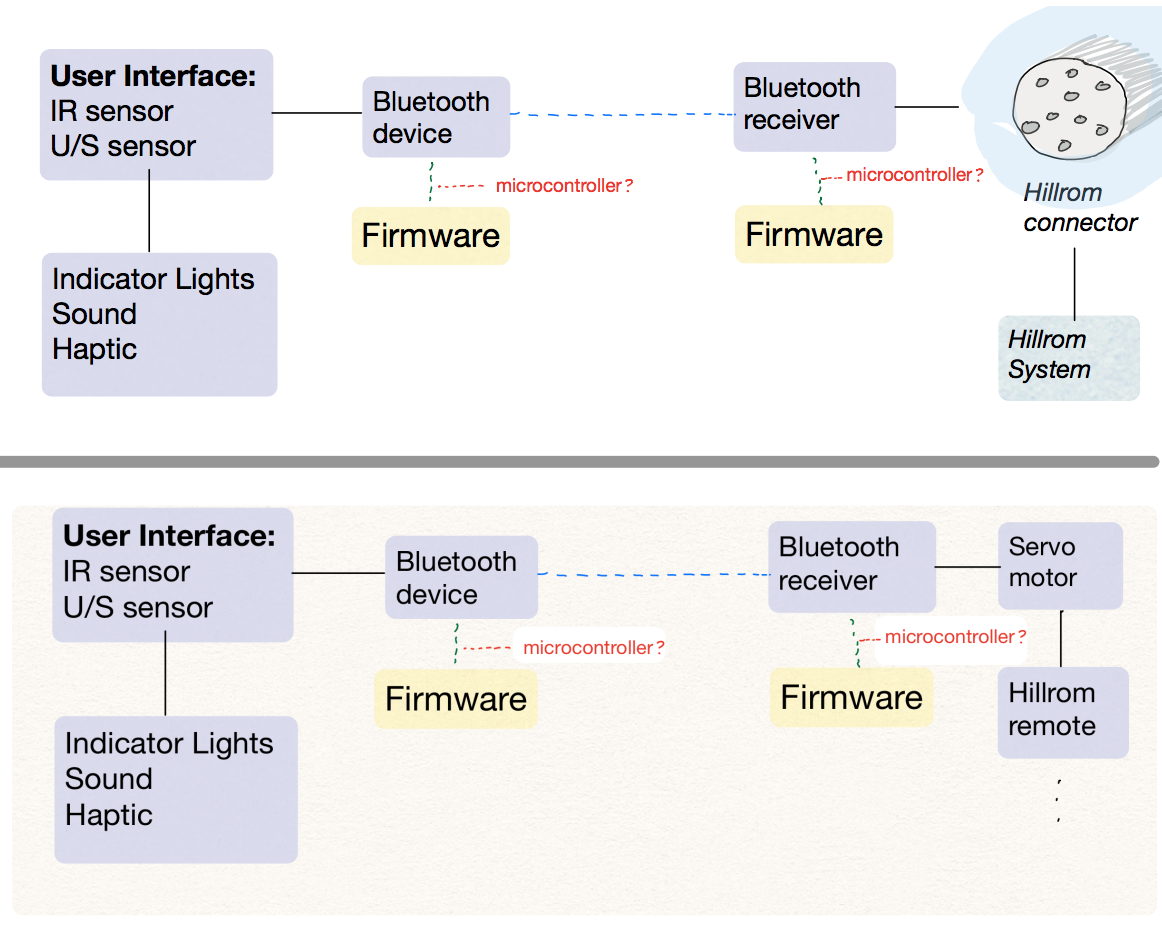 User Interface:
IR sensor
U/S sensor
Bluetooth
device
Bluetooth
receiver
microcontroller?
microcontroller?
Firmware
Firmware
Hillrom
connector
Indicator Lights
Sound
Haptic
Hillrom
System
User Interface:
IR sensor
U/S sensor
Bluetooth
device
Bluetooth
receiver
Servo
motor
microcontroller?
microcontroller?
Firmware
Firmware
Hillrom
remote
Indicator Lights
Sound
Haptic